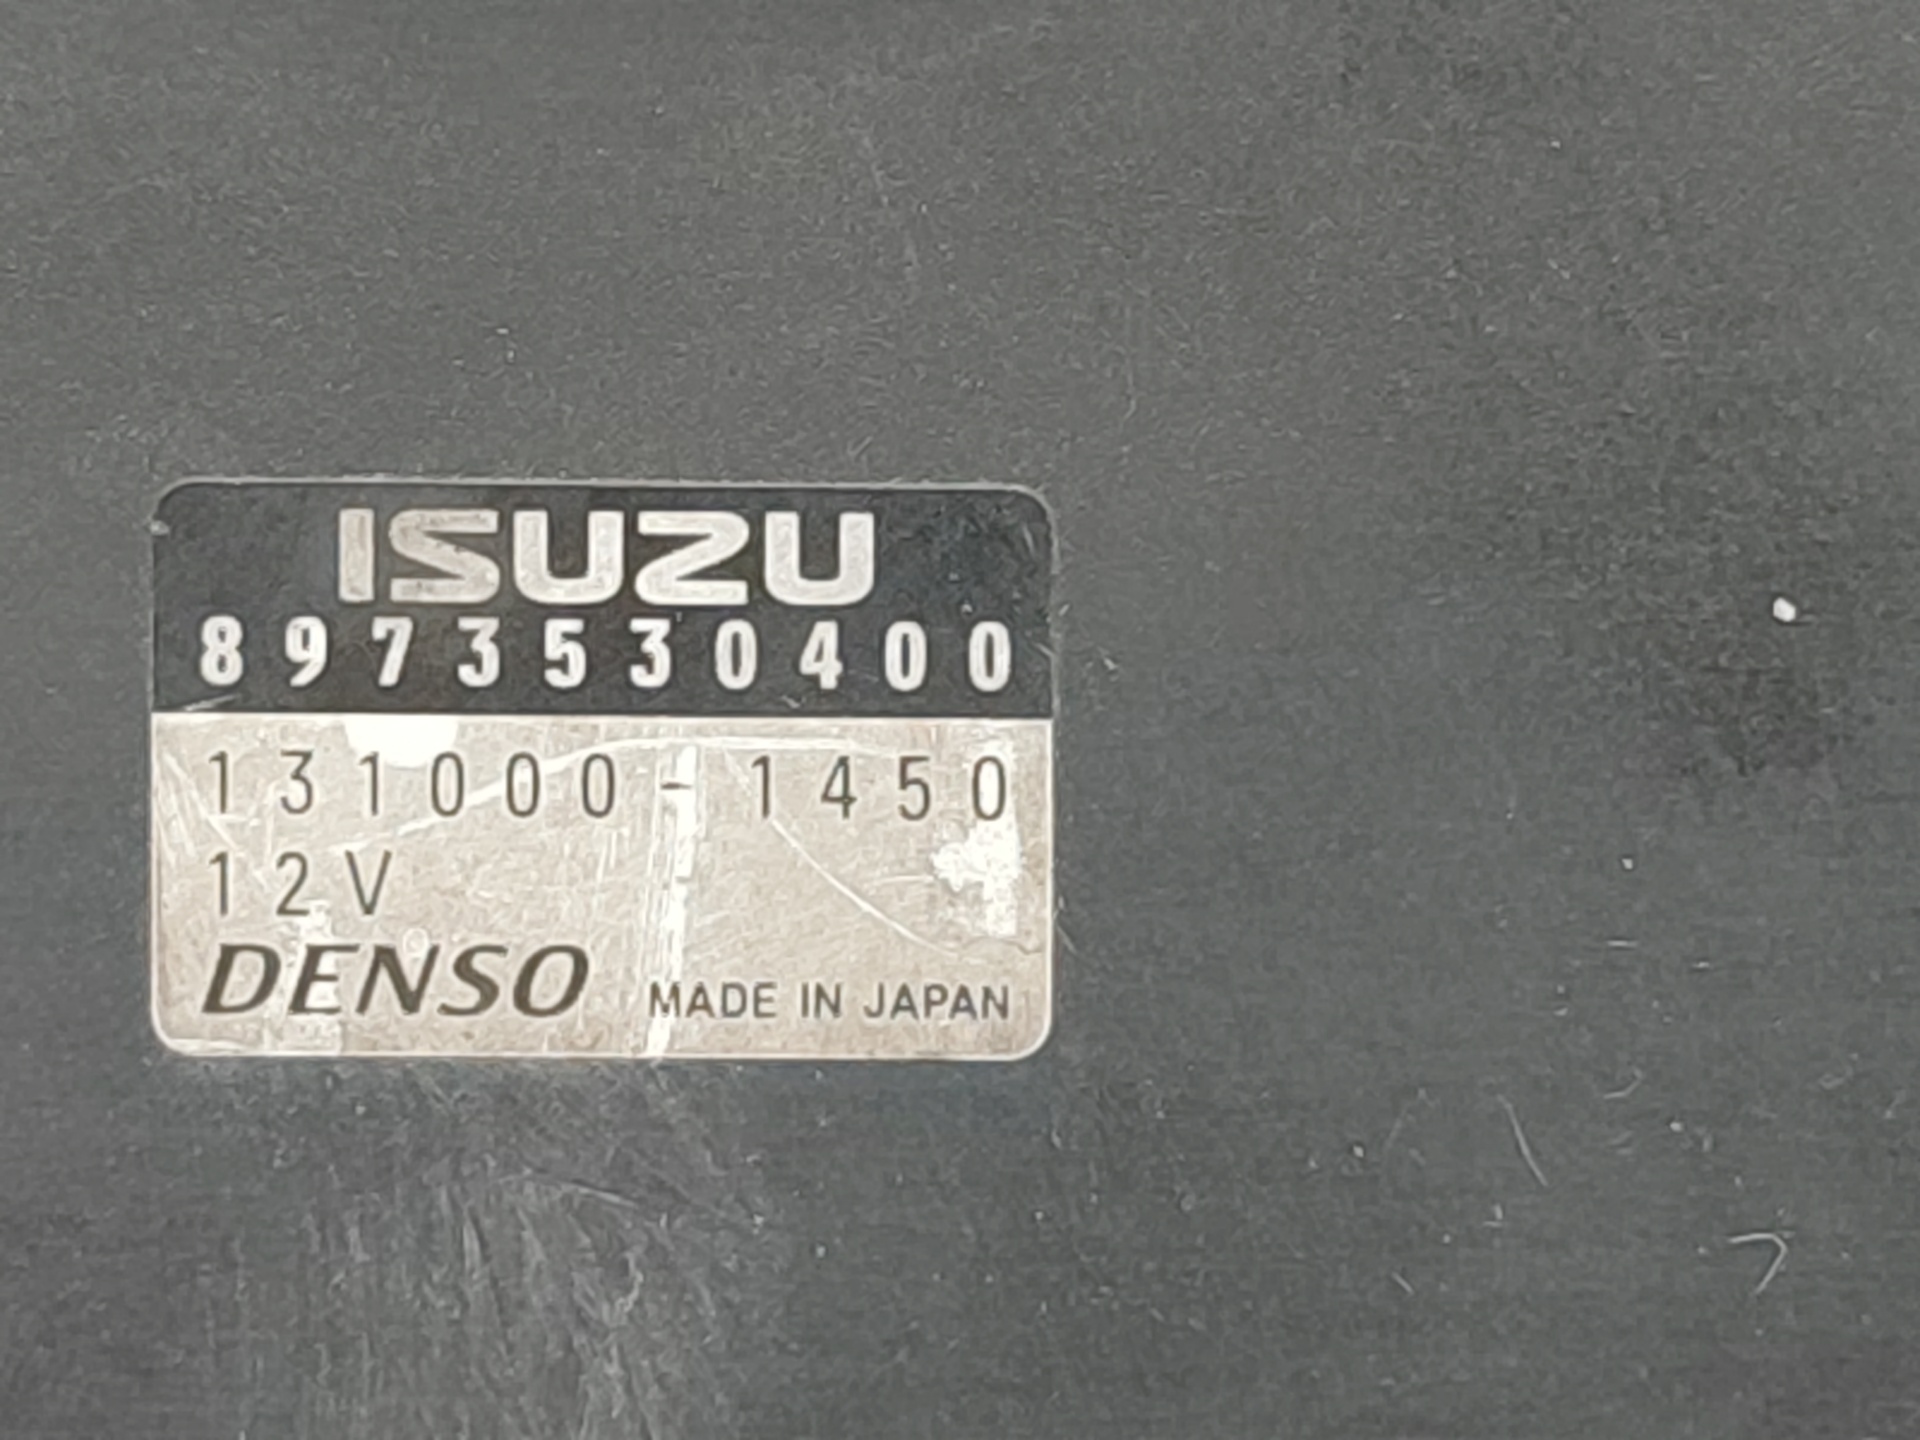 ISUZU
8973530400
131000-1450
12V
DENSO MADE IN JAPAN